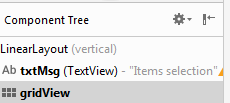 Component Tree
LinearLayout (vertical)
Ab txtMsg (TextView) - "Items selection"
gridView